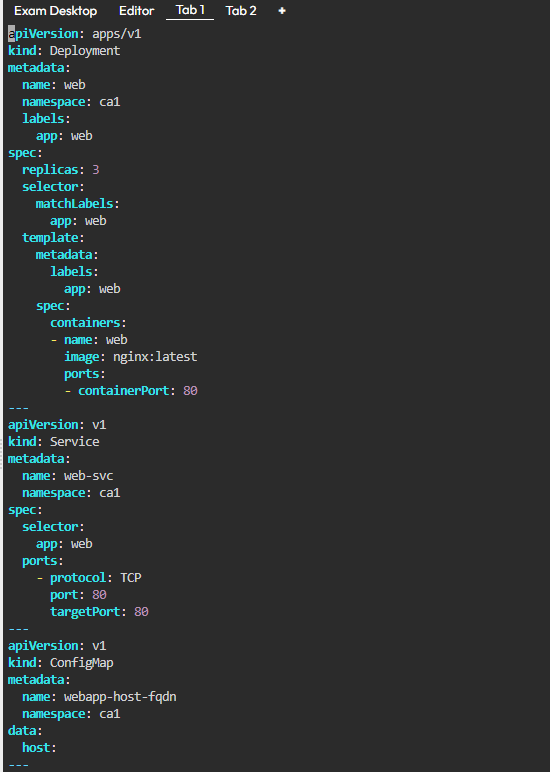 Exam Desktop Editor Tab 1 Tab 2 +
apiVersion: apps/v1
kind: Deployment
metadata:
  name: web
  namespace: ca1
  labels:
    app: web
spec:
  replicas: 3
  selector:
    matchLabels:
      app: web
  template:
    metadata:
      labels:
        app: web
    spec:
      containers:
      - name: web
        image: nginx:latest
        ports:
        - containerPort: 80
---
apiVersion: v1
kind: Service
metadata:
  name: web-svc
  namespace: ca1
spec:
  selector:
    app: web
  ports:
    - protocol: TCP
      port: 80
      targetPort: 80
---
apiVersion: v1
kind: ConfigMap
metadata:
  name: webapp-host-fqdn
  namespace: ca1
data:
  host:
---